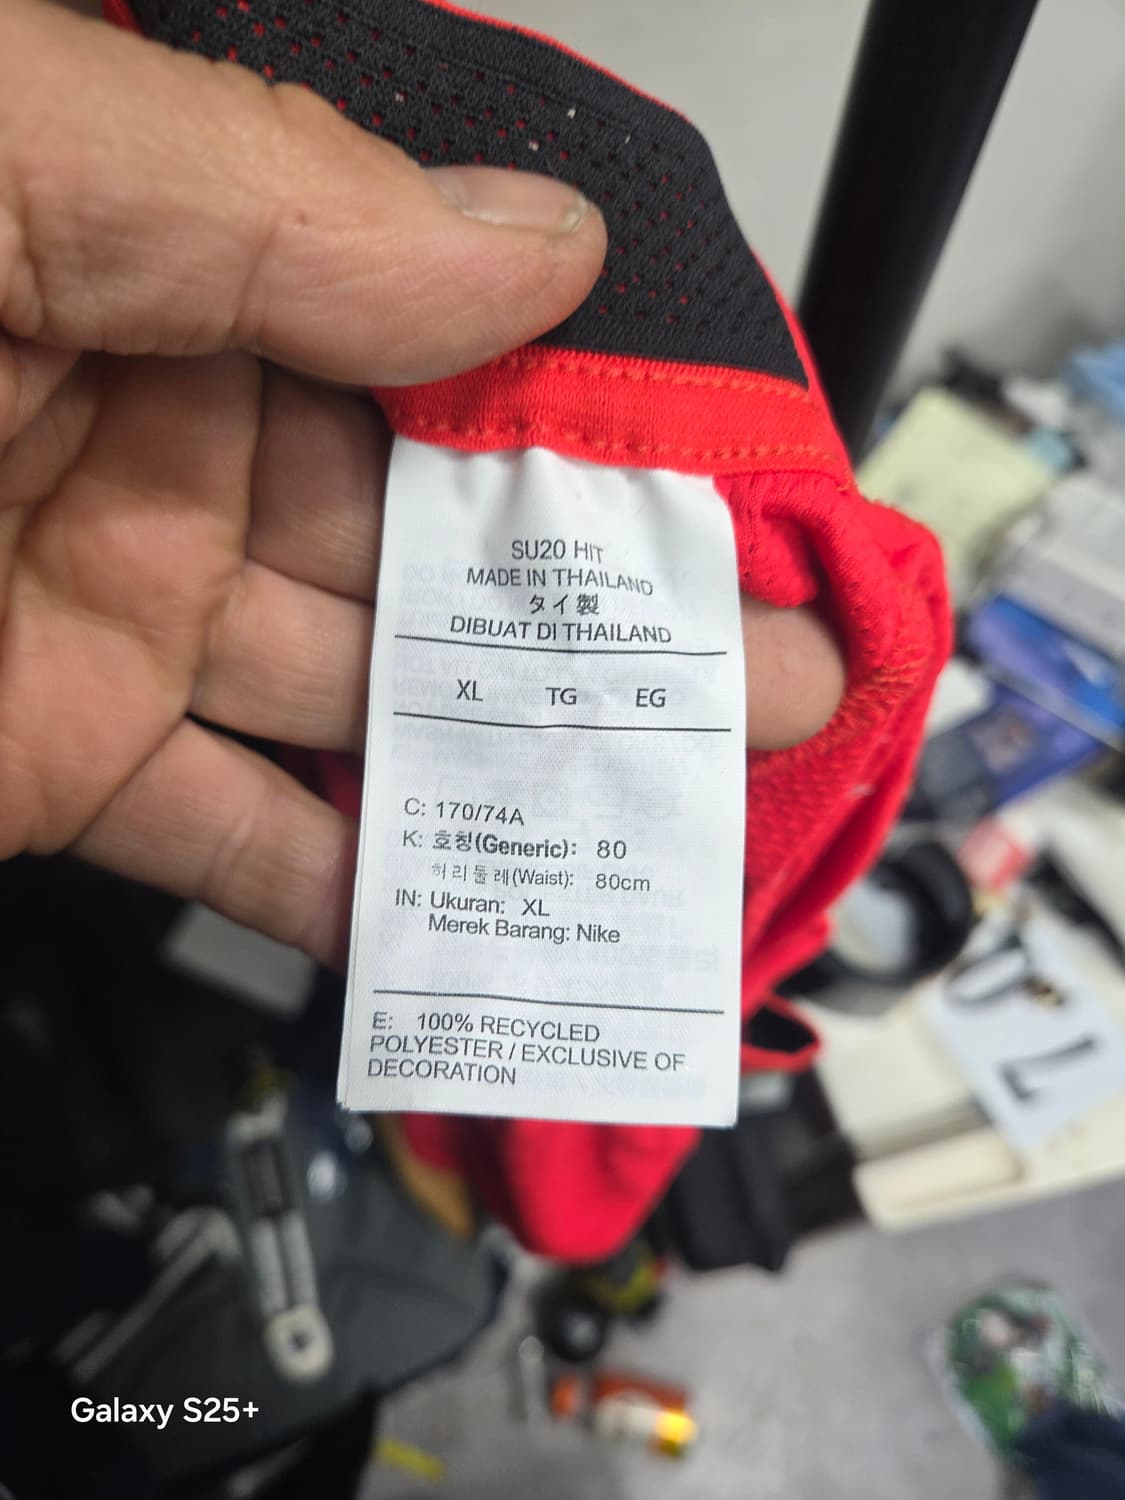 SU20 HIT
MADE IN THAILAND
タイ製
DIBUAT DI THAILAND
XL TG EG
C: 170/74A
K: 호칭(Generic): 80
허리둘레(Waist): 80cm
IN: Ukuran: XL
Merek Barang: Nike
E: 100% RECYCLED
POLYESTER / EXCLUSIVE OF
DECORATION
Galaxy S25+